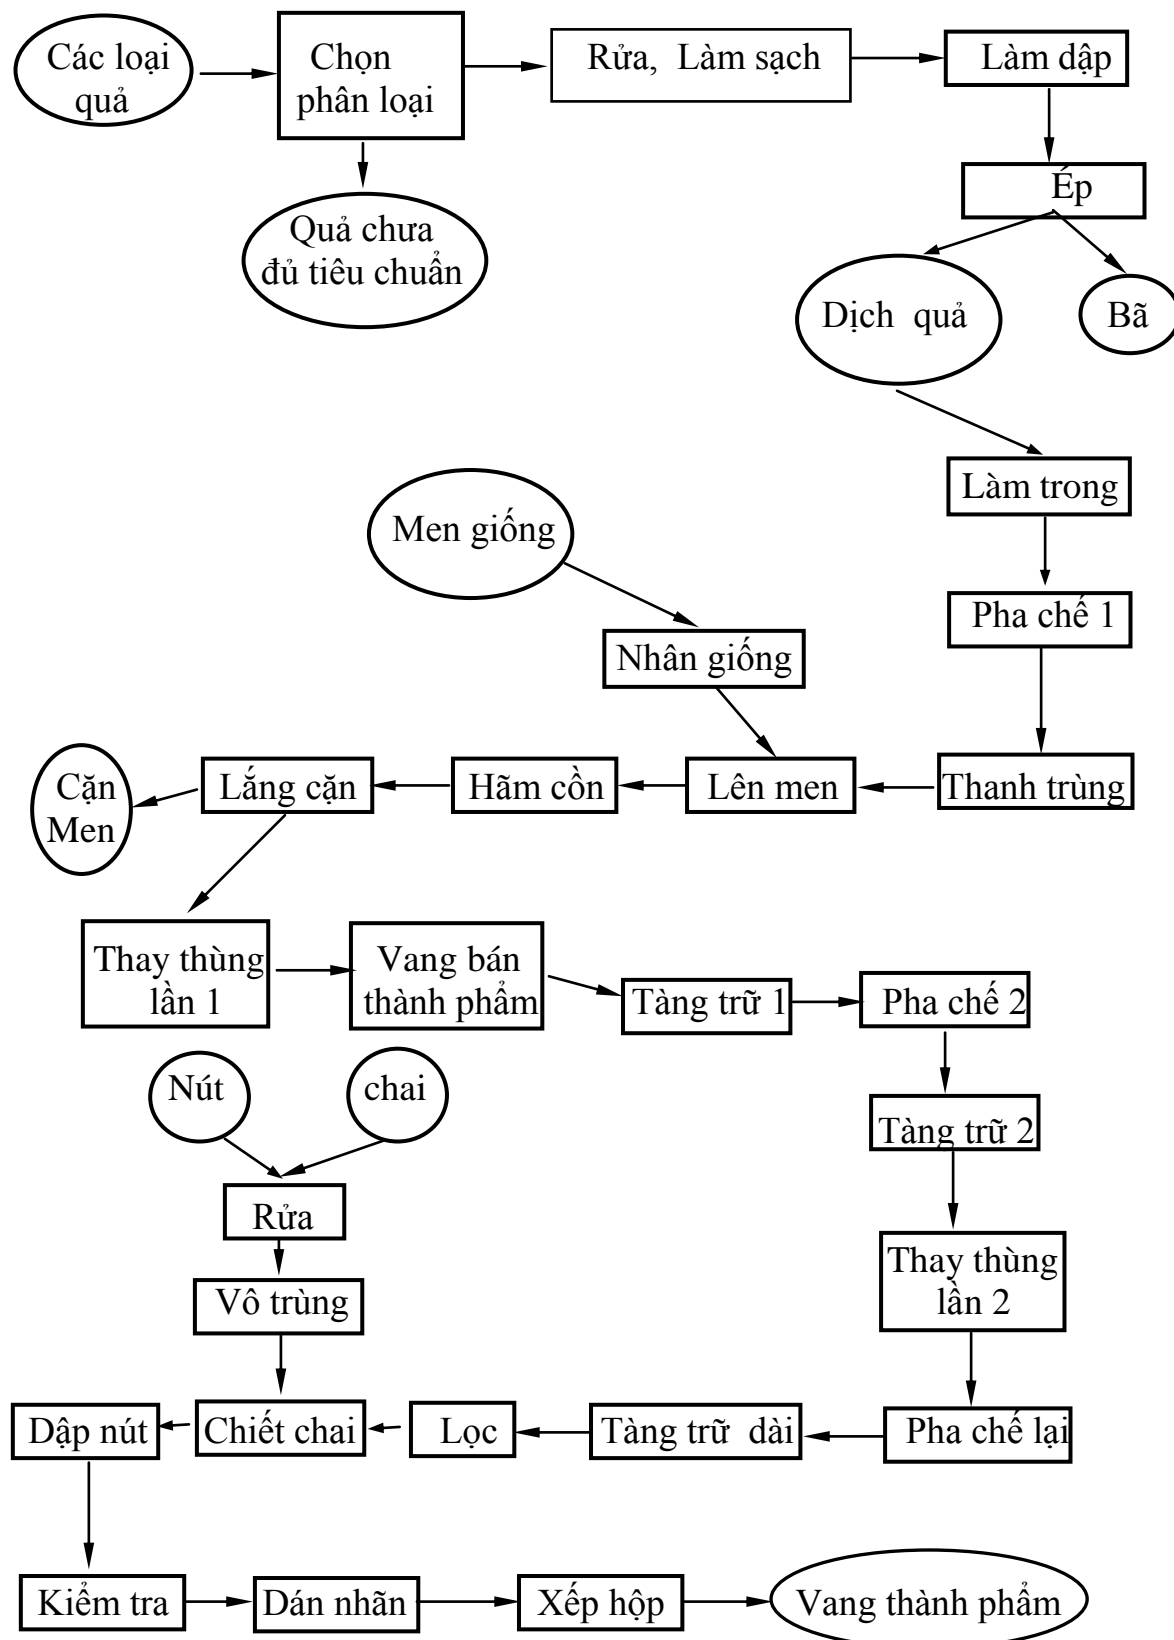 Các loại
quả
Chọn
phân loại
Rửa, Làm sạch
Làm dập
Ép
Quả chưa
đủ tiêu chuẩn
Dịch quả
Bã
Làm trong
Men giống
Pha chế 1
Nhân giống
Cặn
Men
Lắng cặn
Hãm cồn
Lên men
Thanh trùng
Thay thùng
lần 1
Vang bán
thành phẩm
Tàng trữ 1
Pha chế 2
Nút
chai
Tàng trữ 2
Rửa
Thay thùng
lần 2
Vô trùng
Dập nút
Chiết chai
Lọc
Tàng trữ dài
Pha chế lại
Kiểm tra
Dán nhãn
Xếp hộp
Vang thành phẩm